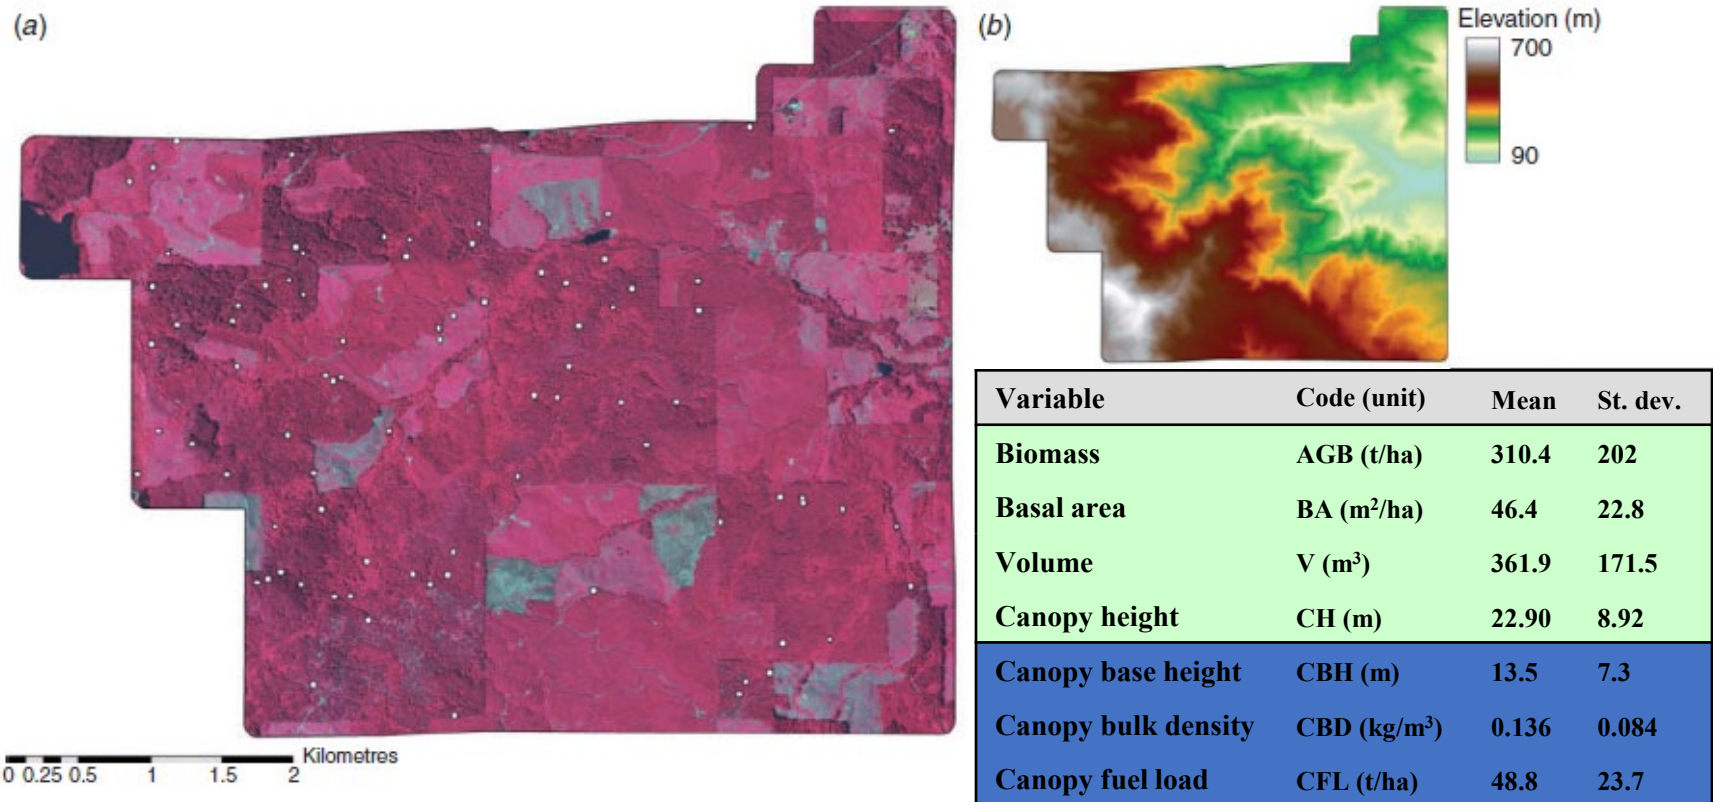 (a)
(b)
Elevation (m)
700
90
Variable Code (unit) Mean St. dev.
Biomass AGB (t/ha) 310.4 202
Basal area BA (m²/ha) 46.4 22.8
Volume V (m³) 361.9 171.5
Canopy height CH (m) 22.90 8.92
Canopy base height CBH (m) 13.5 7.3
Canopy bulk density CBD (kg/m³) 0.136 0.084
Canopy fuel load CFL (t/ha) 48.8 23.7
Kilometres
0 0.25 0.5 1 1.5 2